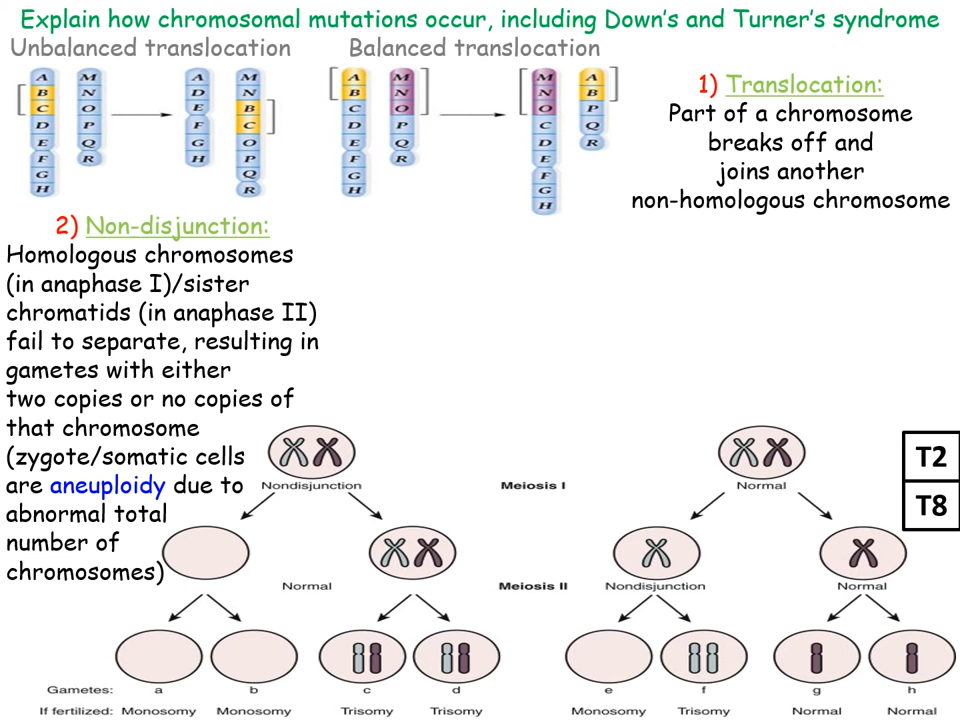 Explain how chromosomal mutations occur, including Down's and Turner's syndrome
Unbalanced translocation
Balanced translocation
A
B
C
D
E
F
G
H
M
N
O
P
Q
R
A
D
E
F
G
H
M
N
B
C
O
P
Q
R
A
B
C
D
E
F
G
H
M
N
O
P
Q
R
M
N
O
C
D
E
F
G
H
A
B
P
Q
R
1) Translocation:
Part of a chromosome
breaks off and
joins another
non-homologous chromosome
2) Non-disjunction:
Homologous chromosomes
(in anaphase I)/sister
chromatids (in anaphase II)
fail to separate, resulting in
gametes with either
two copies or no copies of
that chromosome
(zygote/somatic cells
are aneuploidy due to
abnormal total
number of
chromosomes)
T2
T8
Nondisjunction Meiosis I Normal
Normal Meiosis II Nondisjunction Normal
Gametes: a b c d e f g h
If fertilized: Monosomy Monosomy Trisomy Trisomy Monosomy Trisomy Normal Normal